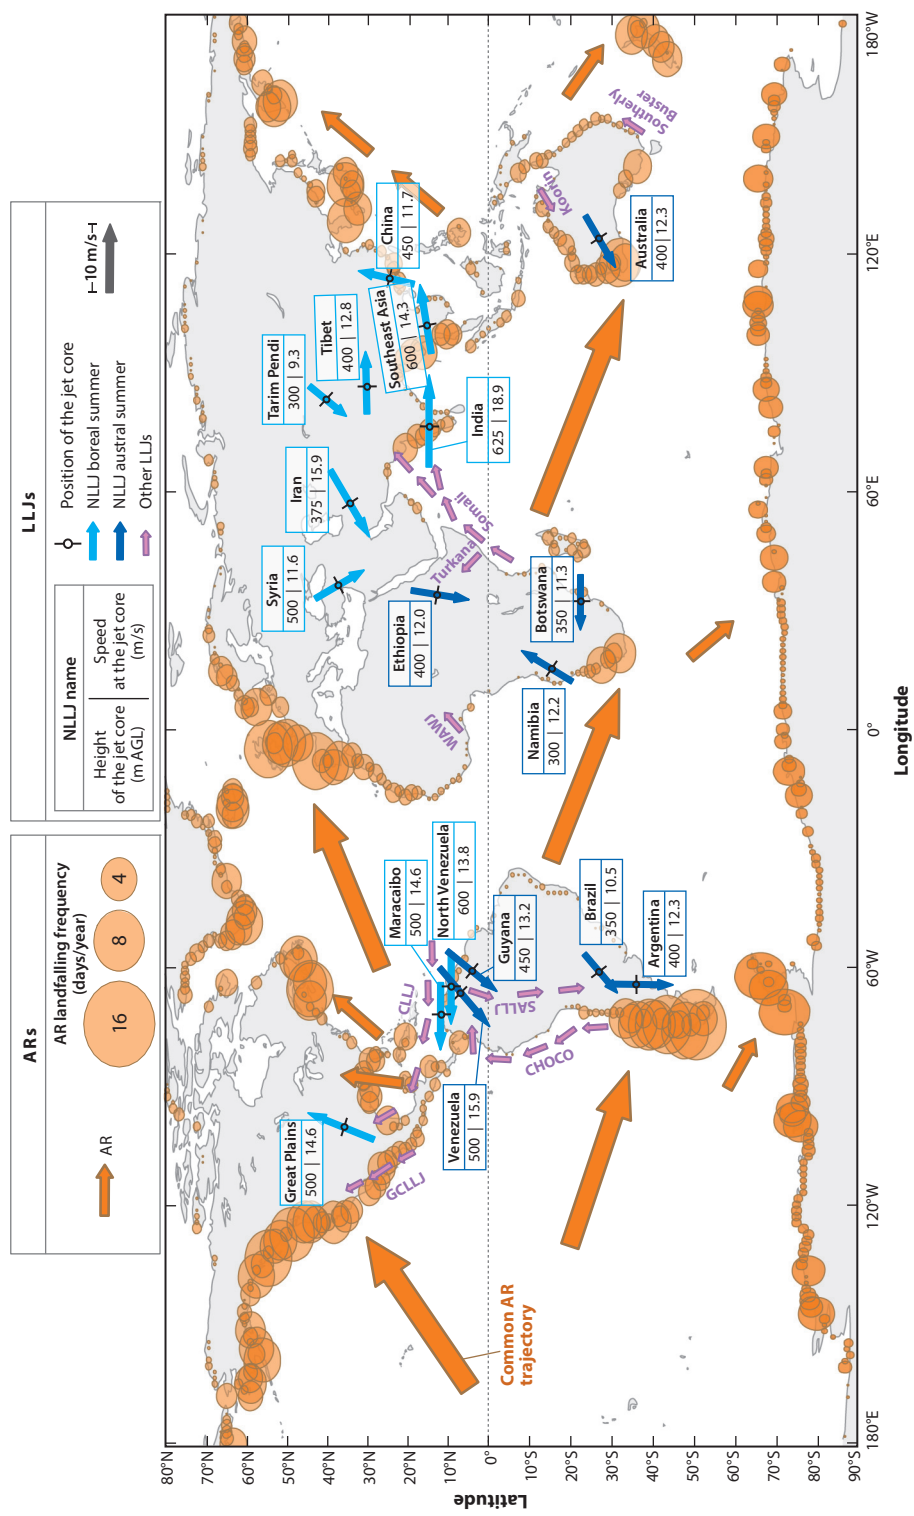 ARs
AR
AR landfalling frequency
(days/year)
16
8
4
LLJs
NLLJ name
Height
of the jet core
(m AGL)
Speed
at the jet core
(m/s)
Position of the jet core
NLLJ boreal summer
NLLJ austral summer
Other LLJs
10 m/s
Great Plains
500 | 14.6
Maracaibo
500 | 14.6
North Venezuela
600 | 13.8
Venezuela
500 | 15.9
Guyana
450 | 13.2
Brazil
350 | 10.5
Argentina
400 | 12.3
Syria
500 | 11.6
Iran
375 | 15.9
Tarim Pendi
300 | 9.3
Tibet
400 | 12.8
Southeast Asia
600 | 14.3
China
450 | 11.7
India
625 | 18.9
Ethiopia
400 | 12.0
Namibia
300 | 12.2
Botswana
350 | 11.3
Australia
400 | 12.3
GCLLJ
CLLJ
CHOCO
SALLJ
WAWJ
Turkana
Somali
Koorin
Southerly
Buster
Common AR
trajectory
Latitude
80°N
70°N
60°N
50°N
40°N
30°N
20°N
10°N
0°
10°S
20°S
30°S
40°S
50°S
60°S
70°S
80°S
90°S
180°E
120°W
60°W
0°
60°E
120°E
180°W
Longitude